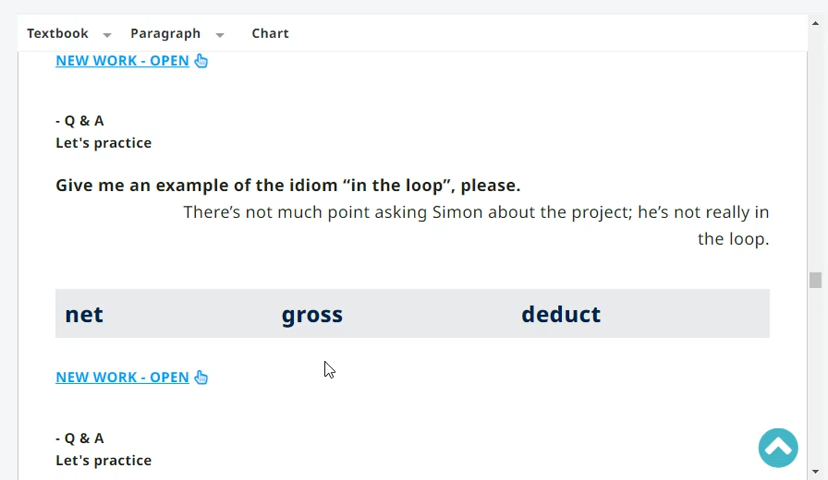 Textbook Paragraph Chart
NEW WORK - OPEN
- Q & A
Let's practice
Give me an example of the idiom “in the loop”, please.
There’s not much point asking Simon about the project; he’s not really in
the loop.
net gross deduct
NEW WORK - OPEN
- Q & A
Let's practice